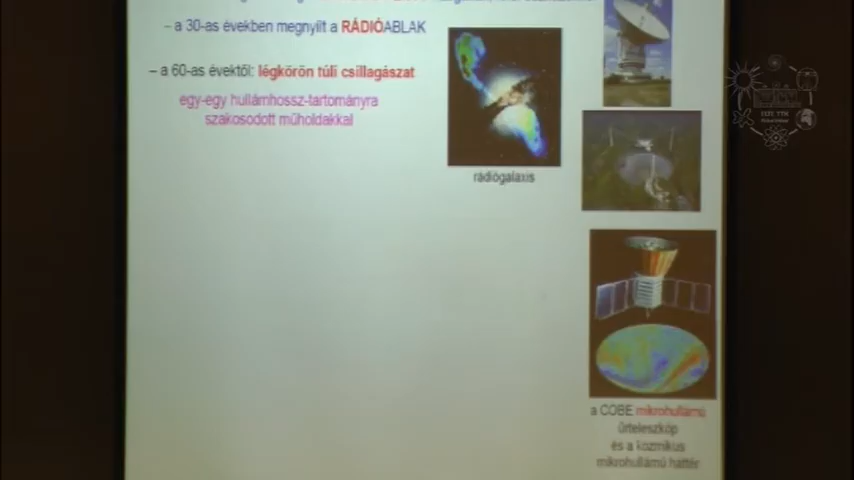 – a 30-as években megnyílt a RÁDIÓABLAK
– a 60-as évektől: légkörön túli csillagászat
egy-egy hullámhossz-tartományra
szakosodott műholdakkal
rádiógalaxis
a COBE mikrohullámú
űrteleszkóp
és a kozmikus
mikrohullámú háttér